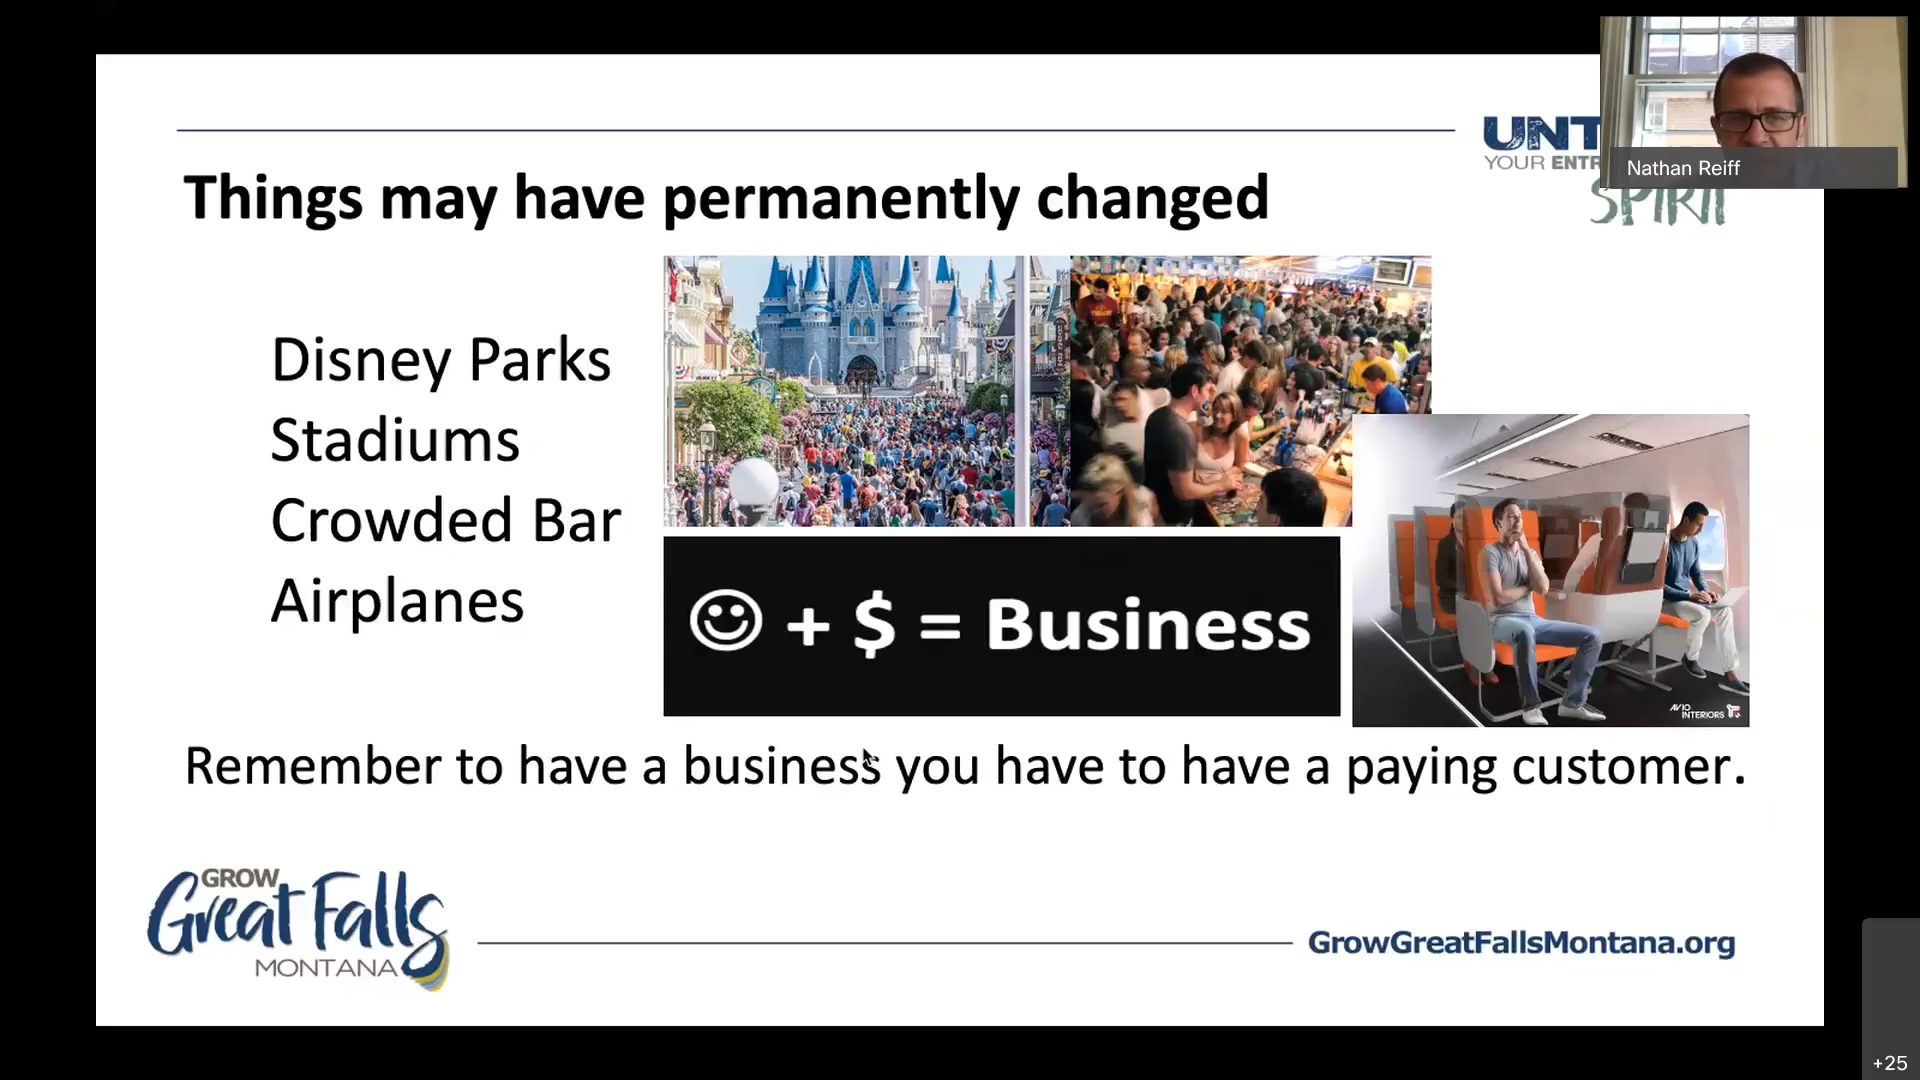 UNT
YOUR ENTR
SPIRIT
Nathan Reiff
Things may have permanently changed
Disney Parks
Stadiums
Crowded Bar
Airplanes
☺ + $ = Business
AVIO
INTERIORS
Remember to have a business you have to have a paying customer.
GROW
Great Falls
MONTANA
GrowGreatFallsMontana.org
+25